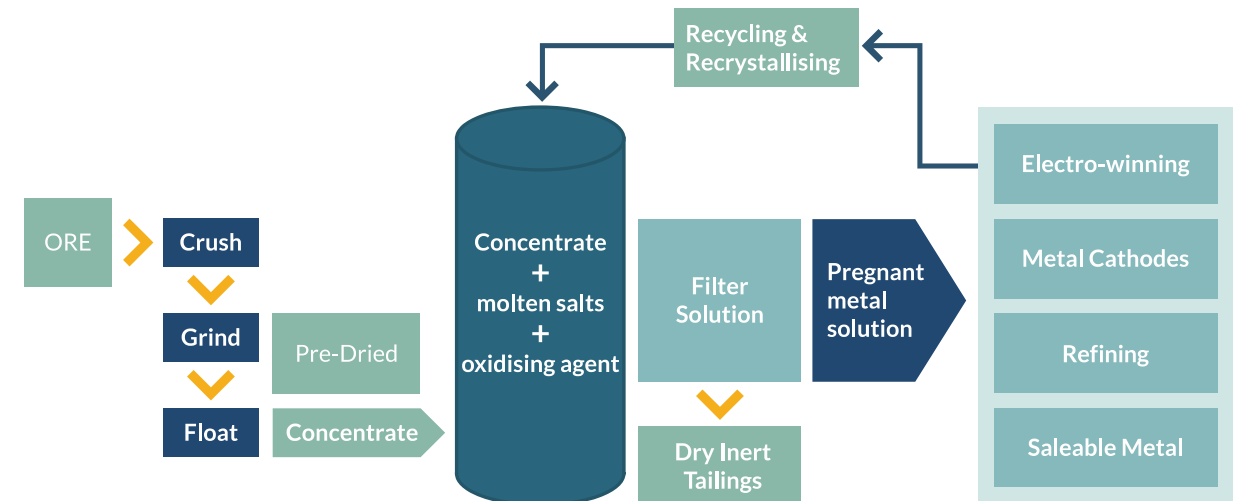 Recycling &
Recrystallising
ORE
Crush
Grind
Float
Pre-Dried
Concentrate
Concentrate
+
molten salts
+
oxidising agent
Filter
Solution
Dry Inert
Tailings
Pregnant
metal
solution
Electro-winning
Metal Cathodes
Refining
Saleable Metal